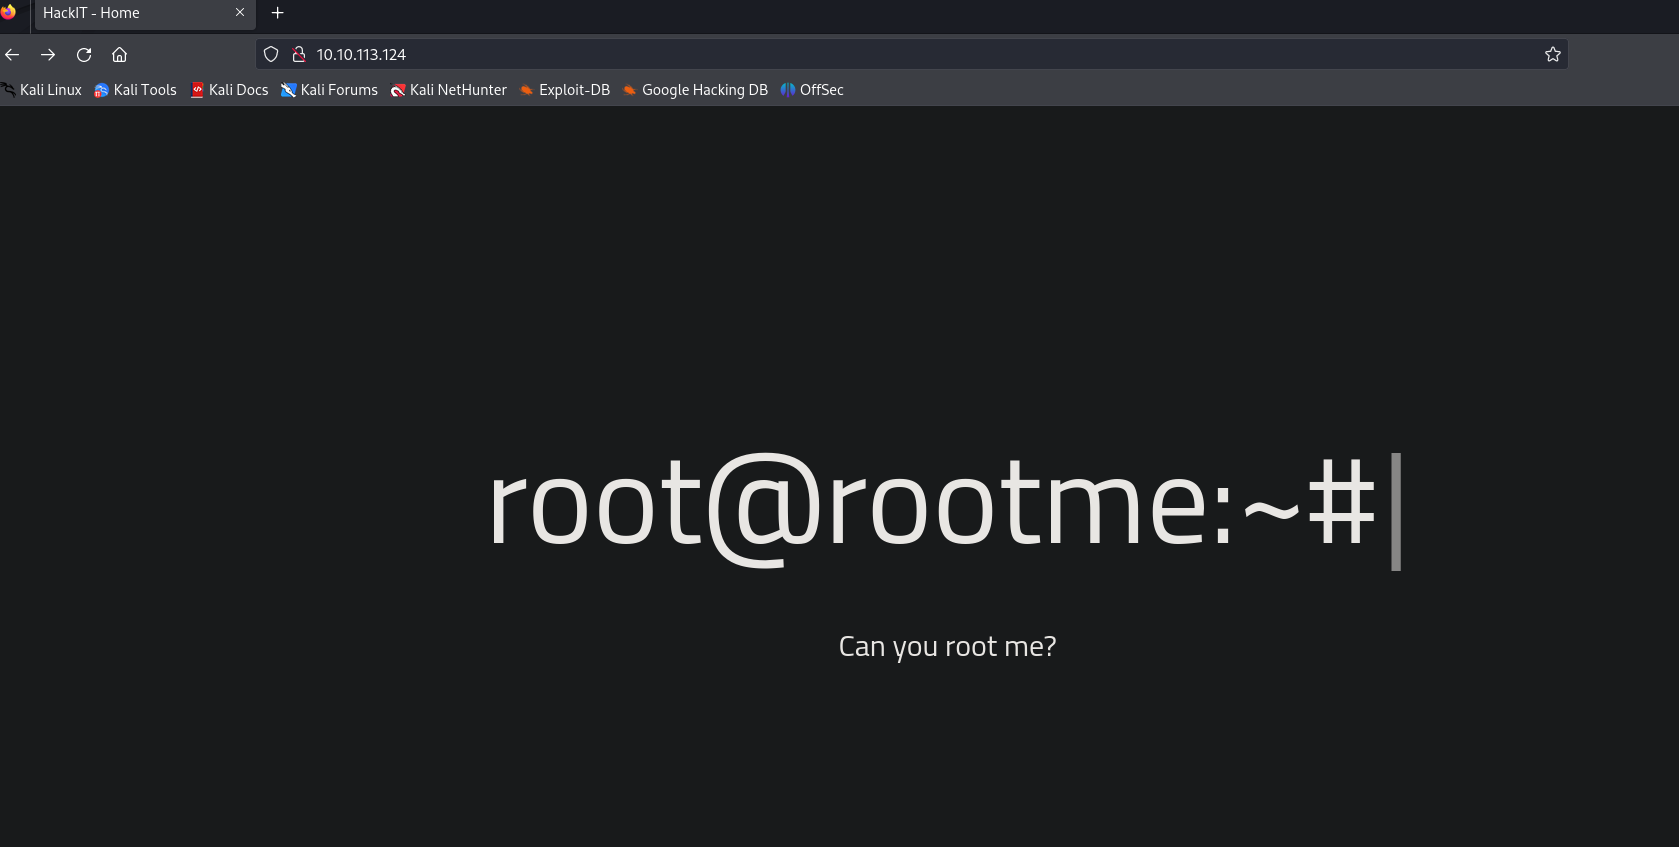 HackIT - Home
10.10.113.124
Kali Linux Kali Tools Kali Docs Kali Forums Kali NetHunter Exploit-DB Google Hacking DB OffSec
root@rootme:~#
Can you root me?